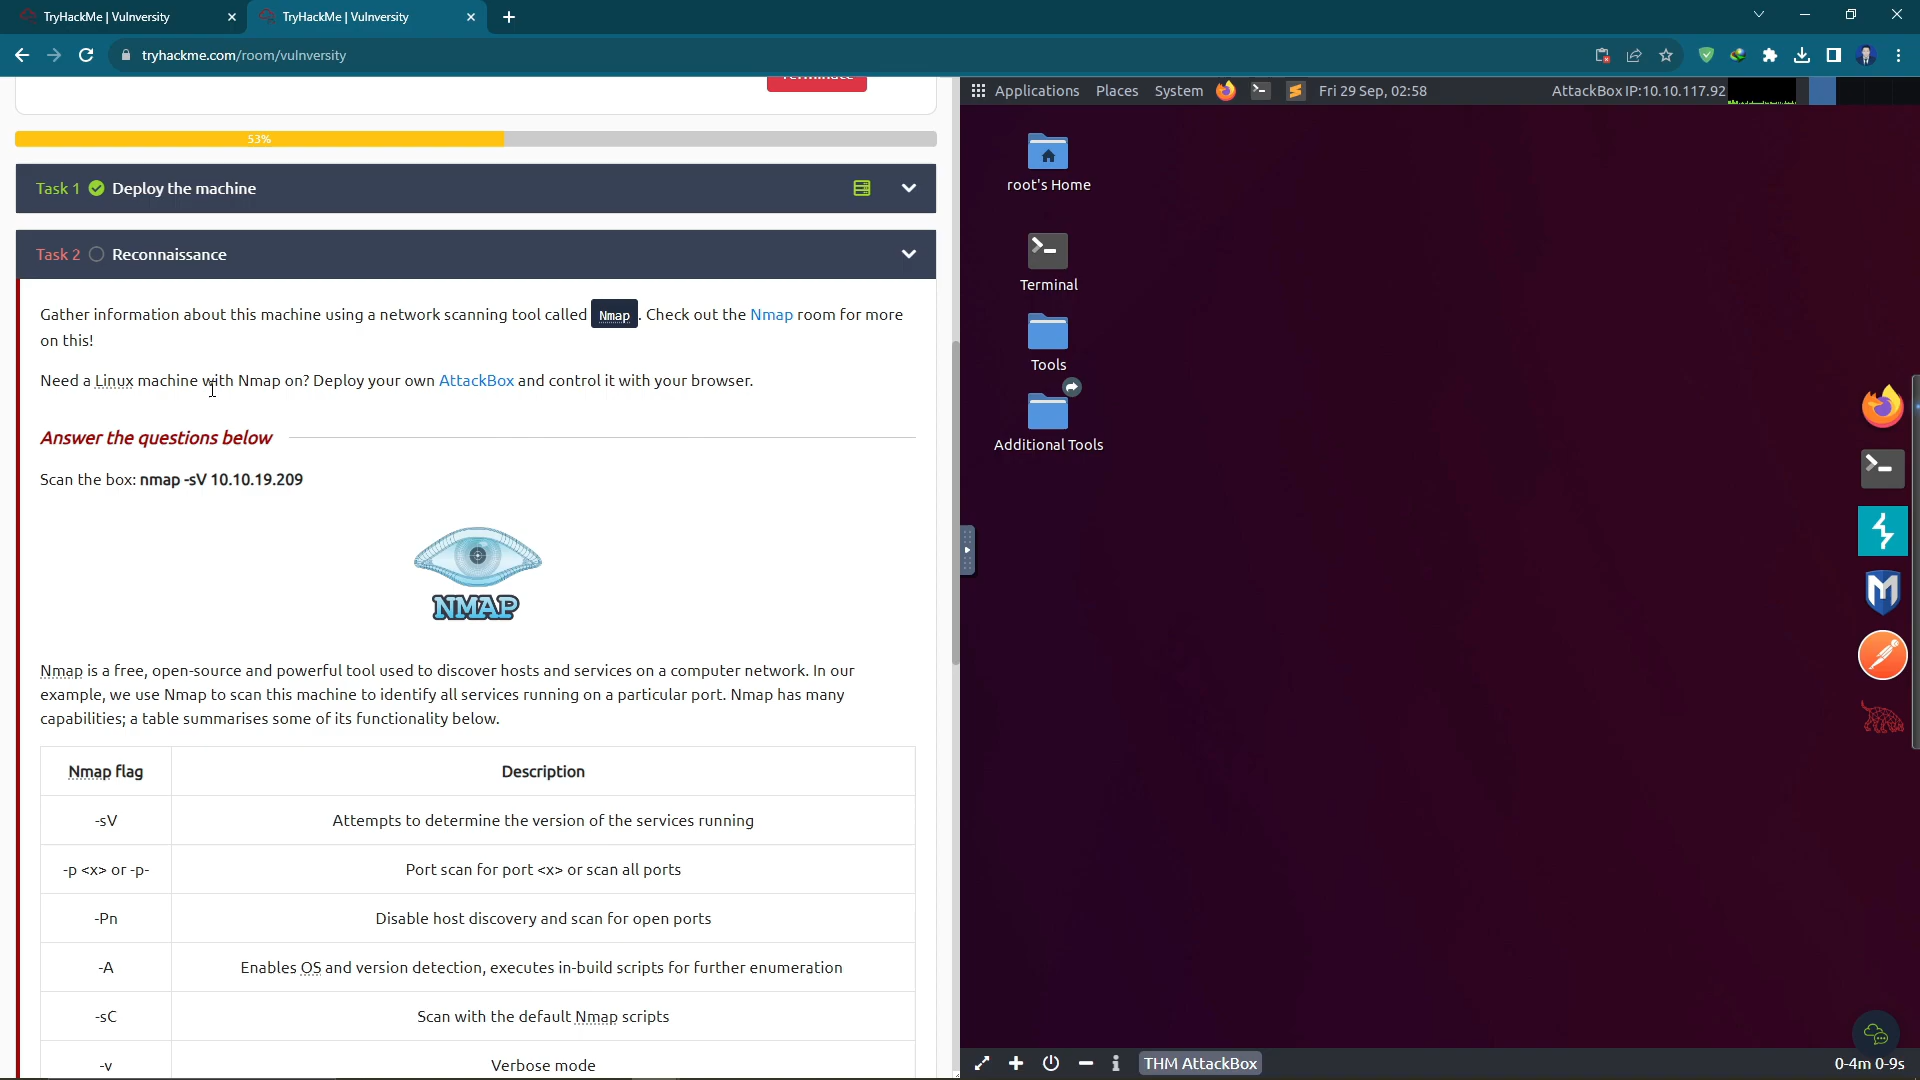 TryHackMe | Vulnversity
TryHackMe | Vulnversity
tryhackme.com/room/vulnversity
Terminate
53%
Task 1 Deploy the machine
Task 2 Reconnaissance
Gather information about this machine using a network scanning tool called Nmap. Check out the Nmap room for more
on this!
Need a Linux machine with Nmap on? Deploy your own AttackBox and control it with your browser.
Answer the questions below
Scan the box: nmap -sV 10.10.19.209
NMAP
Nmap is a free, open-source and powerful tool used to discover hosts and services on a computer network. In our
example, we use Nmap to scan this machine to identify all services running on a particular port. Nmap has many
capabilities; a table summarises some of its functionality below.
Nmap flag Description
-sV Attempts to determine the version of the services running
-p <x> or -p- Port scan for port <x> or scan all ports
-Pn Disable host discovery and scan for open ports
-A Enables OS and version detection, executes in-build scripts for further enumeration
-sC Scan with the default Nmap scripts
-v Verbose mode
Applications Places System Fri 29 Sep, 02:58 AttackBox IP:10.10.117.92
root's Home
Terminal
Tools
Additional Tools
THM AttackBox 0-4m 0-9s